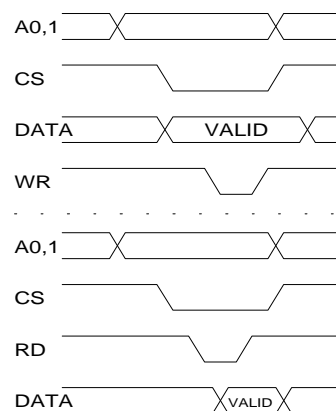 A0,1
CS
DATA VALID
WR
A0,1
CS
RD
DATA VALID